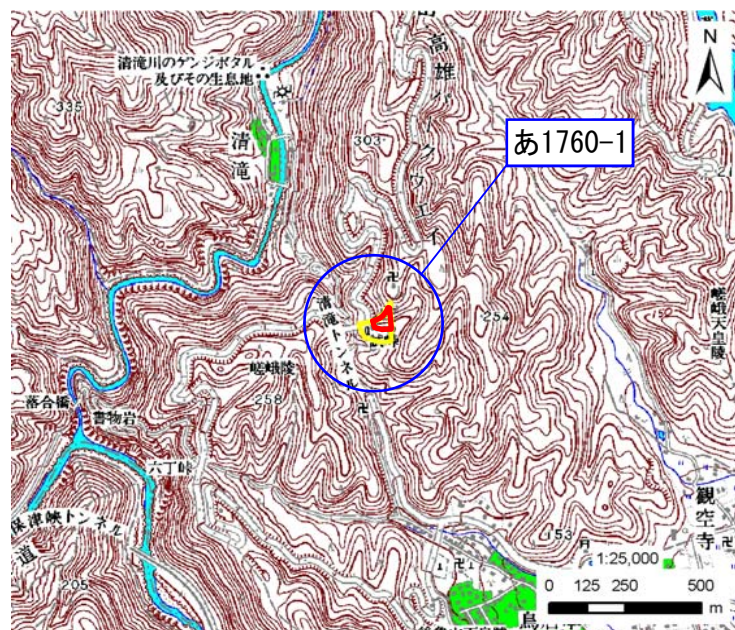 清滝川のゲンジボタル
及びその生息地
高雄パークウエイ
N
335
清滝
303
あ1760-1
清滝トンネル
254
嵯峨天皇陵
嵯峨陵
258
落合橋
書物岩
六丁峠
保津峡トンネル
道
205
観空寺
153
1:25,000
0 125 250 500
m